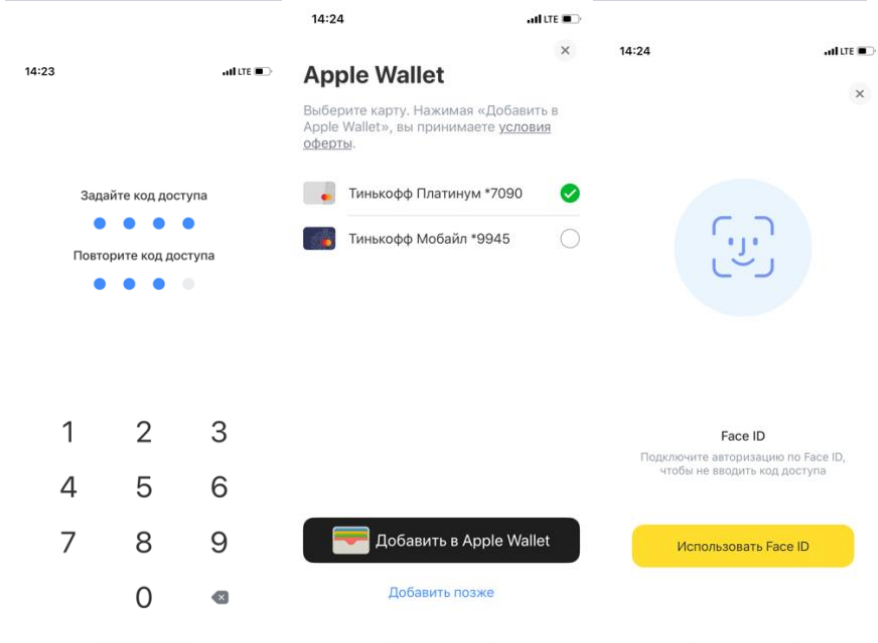 14:23
LTE
Задайте код доступа
Повторите код доступа
1 2 3
4 5 6
7 8 9
0
14:24
LTE
Apple Wallet
Выберите карту. Нажимая «Добавить в
Apple Wallet», вы принимаете условия
оферты.
Тинькофф Платинум *7090
Тинькофф Мобайл *9945
Добавить в Apple Wallet
Добавить позже
14:24
LTE
Face ID
Подключите авторизацию по Face ID,
чтобы не вводить код доступа
Использовать Face ID